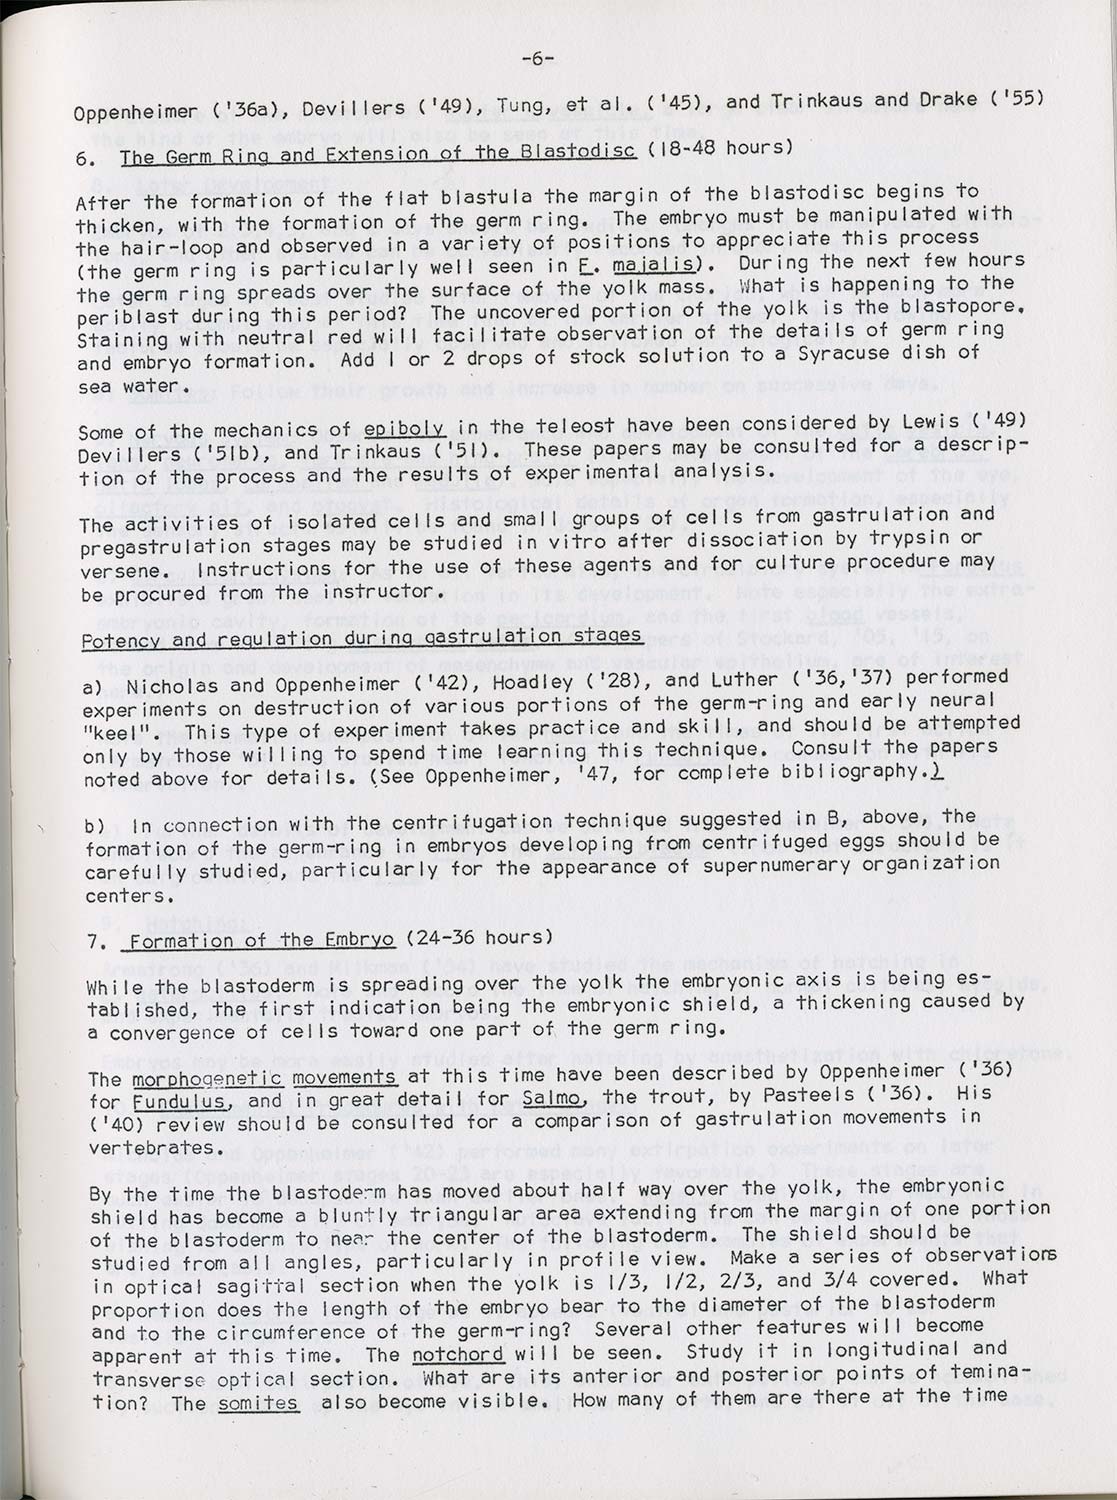 -6-
Oppenheimer ('36a), Devillers ('49), Tung, et al. ('45), and Trinkaus and Drake ('55)
6. The Germ Ring and Extension of the Blastodisc (18-48 hours)
After the formation of the flat blastula the margin of the blastodisc begins to
thicken, with the formation of the germ ring. The embryo must be manipulated with
the hair-loop and observed in a variety of positions to appreciate this process
(the germ ring is particularly well seen in F. majalis). During the next few hours
the germ ring spreads over the surface of the yolk mass. What is happening to the
periblast during this period? The uncovered portion of the yolk is the blastopore.
Staining with neutral red will facilitate observation of the details of germ ring
and embryo formation. Add 1 or 2 drops of stock solution to a Syracuse dish of
sea water.
Some of the mechanics of epiboly in the teleost have been considered by Lewis ('49)
Devillers ('51b), and Trinkaus ('51). These papers may be consulted for a descrip-
tion of the process and the results of experimental analysis.
The activities of isolated cells and small groups of cells from gastrulation and
pregastrulation stages may be studied in vitro after dissociation by trypsin or
versene. Instructions for the use of these agents and for culture procedure may
be procured from the instructor.
Potency and regulation during gastrulation stages
a) Nicholas and Oppenheimer ('42), Hoadley ('28), and Luther ('36,'37) performed
experiments on destruction of various portions of the germ-ring and early neural
"keel". This type of experiment takes practice and skill, and should be attempted
only by those willing to spend time learning this technique. Consult the papers
noted above for details. (See Oppenheimer, '47, for complete bibliography.)
b) In connection with the centrifugation technique suggested in B, above, the
formation of the germ-ring in embryos developing from centrifuged eggs should be
carefully studied, particularly for the appearance of supernumerary organization
centers.
7. Formation of the Embryo (24-36 hours)
While the blastoderm is spreading over the yolk the embryonic axis is being es-
tablished, the first indication being the embryonic shield, a thickening caused by
a convergence of cells toward one part of the germ ring.
The morphogenetic movements at this time have been described by Oppenheimer ('36)
for Fundulus, and in great detail for Salmo, the trout, by Pasteels ('36). His
('40) review should be consulted for a comparison of gastrulation movements in
vertebrates.
By the time the blastoderm has moved about half way over the yolk, the embryonic
shield has become a bluntly triangular area extending from the margin of one portion
of the blastoderm to near the center of the blastoderm. The shield should be
studied from all angles, particularly in profile view. Make a series of observations
in optical sagittal section when the yolk is 1/3, 1/2, 2/3, and 3/4 covered. What
proportion does the length of the embryo bear to the diameter of the blastoderm
and to the circumference of the germ-ring? Several other features will become
apparent at this time. The notchord will be seen. Study it in longitudinal and
transverse optical section. What are its anterior and posterior points of temina-
tion? The somites also become visible. How many of them are there at the time